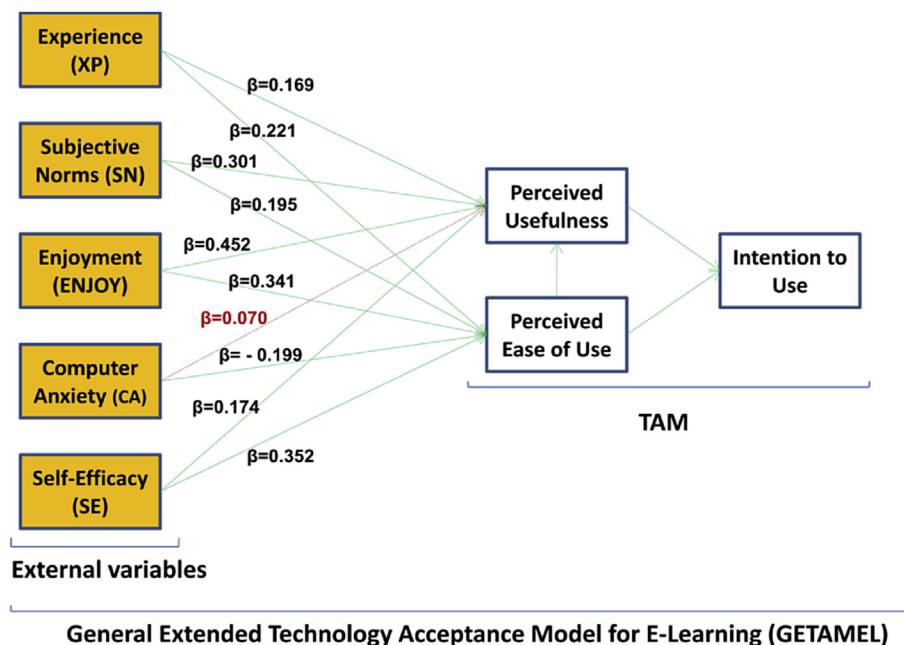 Experience
(XP)
β=0.169
β=0.221
Subjective
Norms (SN)
β=0.301
β=0.195
Perceived
Usefulness
Enjoyment
(ENJOY)
β=0.452
β=0.341
Intention to
Use
β=0.070
Perceived
Ease of Use
Computer
Anxiety (CA)
β= - 0.199
β=0.174
TAM
Self-Efficacy
(SE)
β=0.352
External variables
General Extended Technology Acceptance Model for E-Learning (GETAMEL)